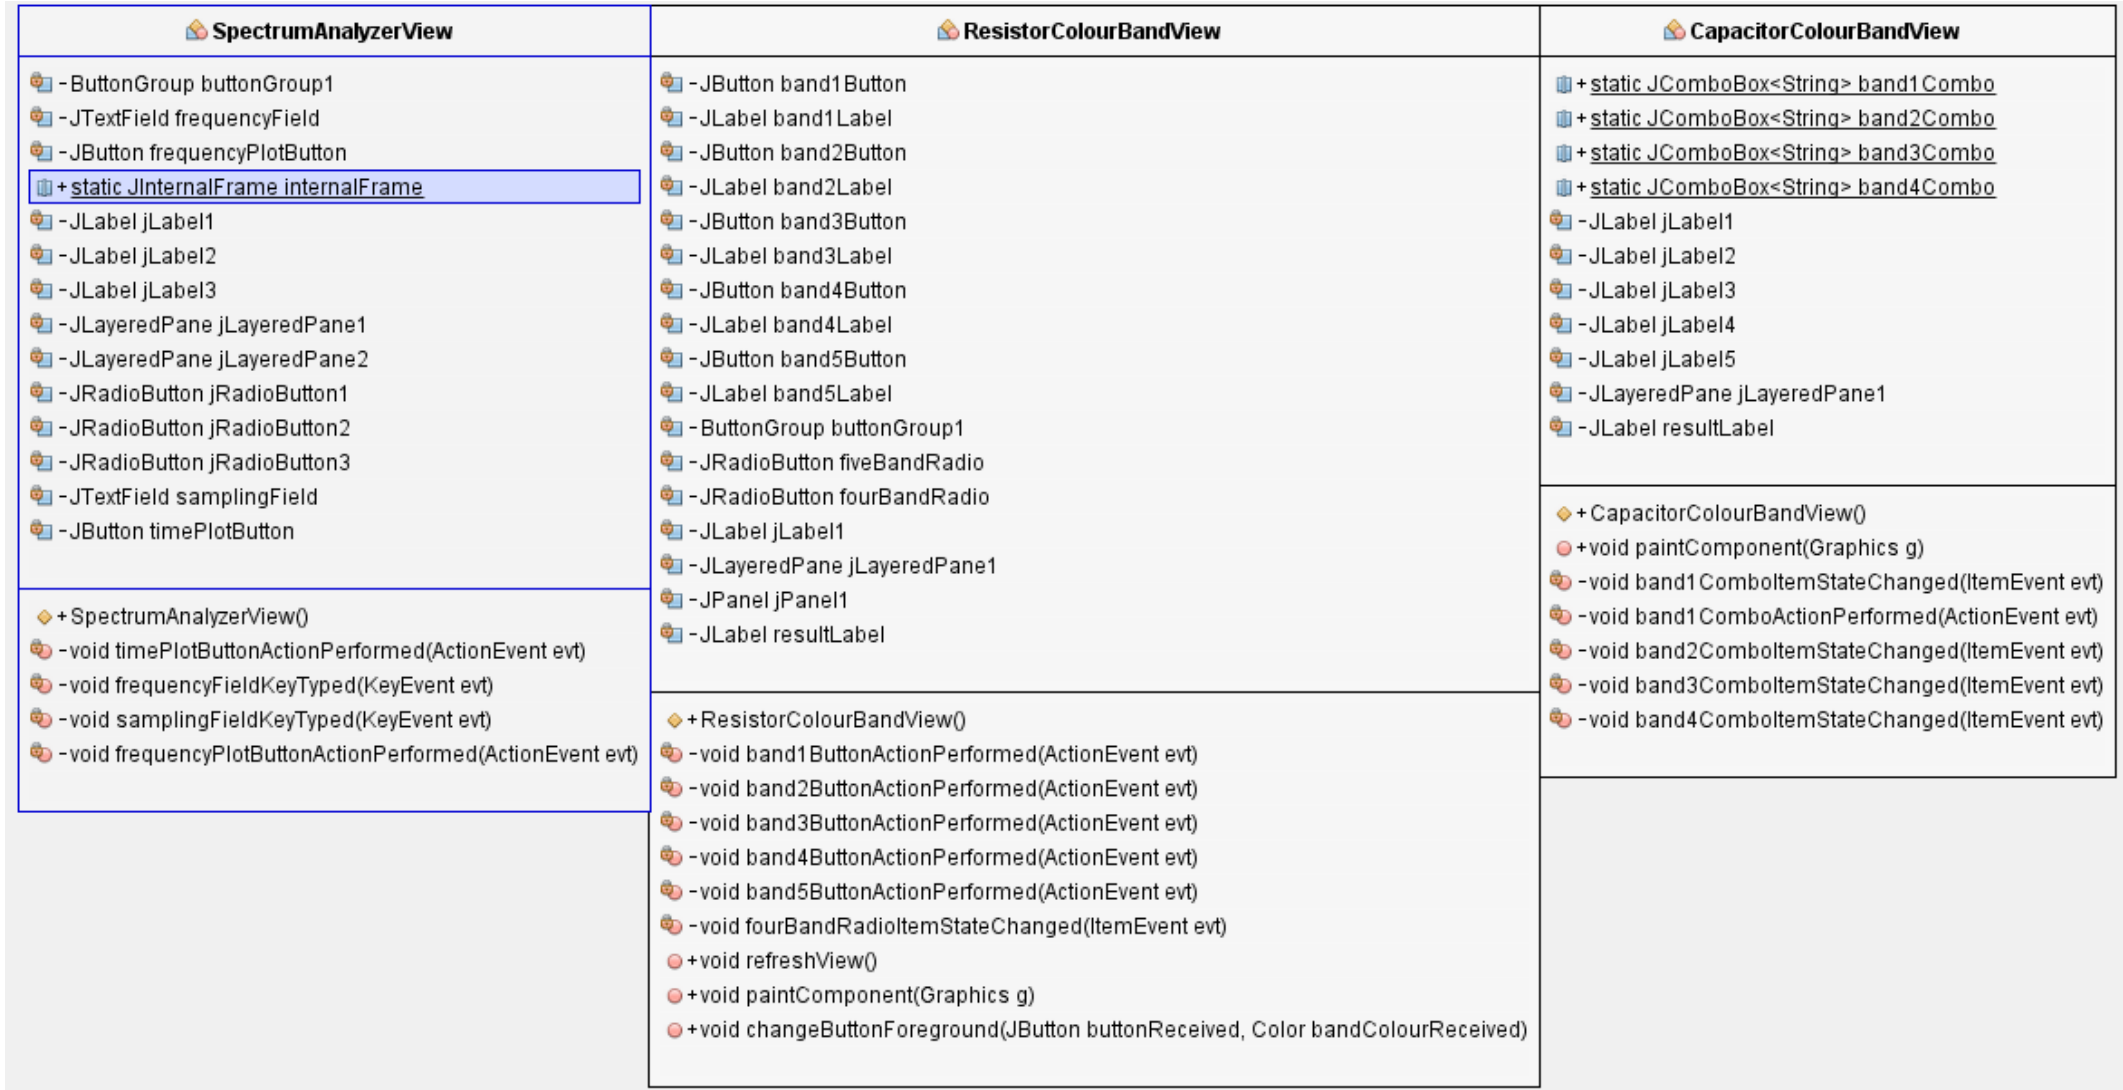 SpectrumAnalyzerView
-ButtonGroup buttonGroup1
-JTextField frequencyField
-JButton frequencyPlotButton
+static JInternalFrame internalFrame
-JLabel jLabel1
-JLabel jLabel2
-JLabel jLabel3
-JLayeredPane jLayeredPane1
-JLayeredPane jLayeredPane2
-JRadioButton jRadioButton1
-JRadioButton jRadioButton2
-JRadioButton jRadioButton3
-JTextField samplingField
-JButton timePlotButton
+SpectrumAnalyzerView()
-void timePlotButtonActionPerformed(ActionEvent evt)
-void frequencyFieldKeyTyped(KeyEvent evt)
-void samplingFieldKeyTyped(KeyEvent evt)
-void frequencyPlotButtonActionPerformed(ActionEvent evt)
ResistorColourBandView
-JButton band1Button
-JLabel band1Label
-JButton band2Button
-JLabel band2Label
-JButton band3Button
-JLabel band3Label
-JButton band4Button
-JLabel band4Label
-JButton band5Button
-JLabel band5Label
-ButtonGroup buttonGroup1
-JRadioButton fiveBandRadio
-JRadioButton fourBandRadio
-JLabel jLabel1
-JLayeredPane jLayeredPane1
-JPanel jPanel1
-JLabel resultLabel
+ResistorColourBandView()
-void band1ButtonActionPerformed(ActionEvent evt)
-void band2ButtonActionPerformed(ActionEvent evt)
-void band3ButtonActionPerformed(ActionEvent evt)
-void band4ButtonActionPerformed(ActionEvent evt)
-void band5ButtonActionPerformed(ActionEvent evt)
-void fourBandRadioItemStateChanged(ItemEvent evt)
+void refreshView()
+void paintComponent(Graphics g)
+void changeButtonForeground(JButton buttonReceived, Color bandColourReceived)
CapacitorColourBandView
+static JComboBox<String> band1Combo
+static JComboBox<String> band2Combo
+static JComboBox<String> band3Combo
+static JComboBox<String> band4Combo
-JLabel jLabel1
-JLabel jLabel2
-JLabel jLabel3
-JLabel jLabel4
-JLabel jLabel5
-JLayeredPane jLayeredPane1
-JLabel resultLabel
+CapacitorColourBandView()
+void paintComponent(Graphics g)
-void band1ComboItemStateChanged(ItemEvent evt)
-void band1ComboActionPerformed(ActionEvent evt)
-void band2ComboItemStateChanged(ItemEvent evt)
-void band3ComboItemStateChanged(ItemEvent evt)
-void band4ComboItemStateChanged(ItemEvent evt)